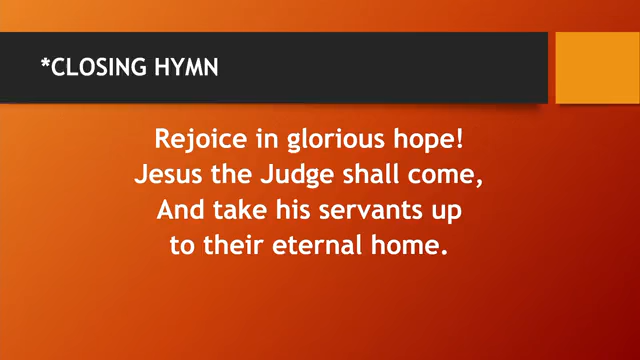 *CLOSING HYMN
Rejoice in glorious hope!
Jesus the Judge shall come,
And take his servants up
to their eternal home.